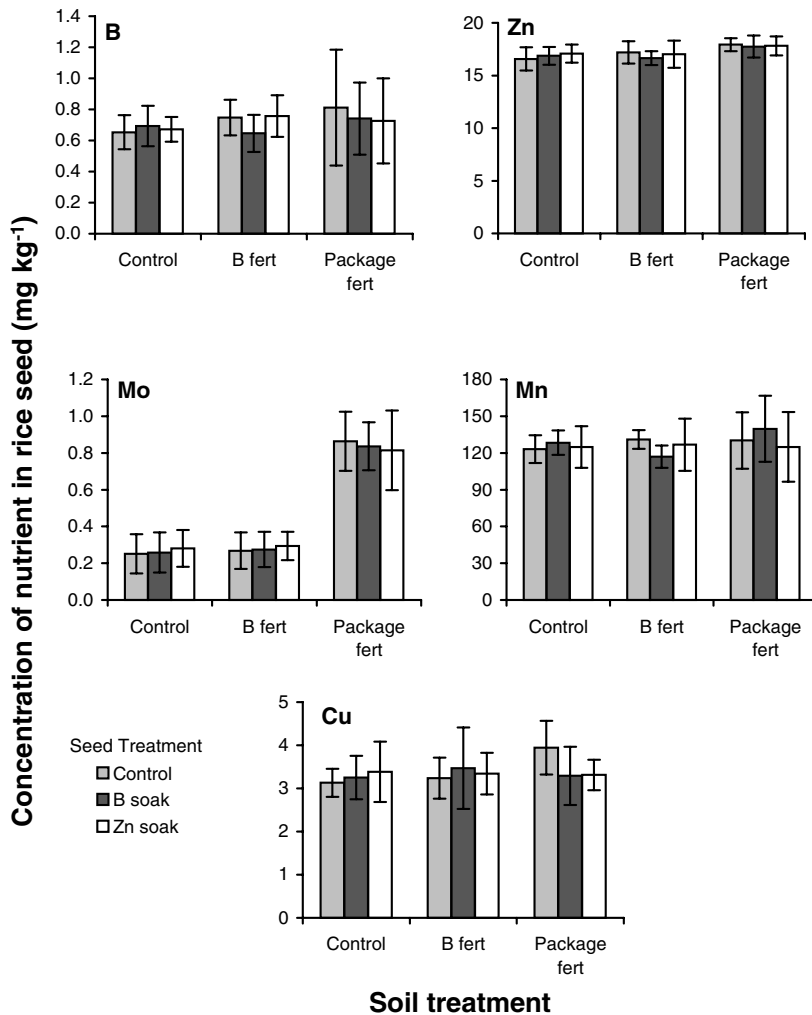 Concentration of nutrient in rice seed (mg kg⁻¹)
B
1.4
1.2
1.0
0.8
0.6
0.4
0.2
0.0
Control B fert Package
fert
Zn
20
15
10
5
0
Control B fert Package
fert
Mo
1.2
1.0
0.8
0.6
0.4
0.2
0.0
Control B fert Package
fert
Mn
180
150
120
90
60
30
0
Control B fert Package
fert
Seed Treatment
Control
B soak
Zn soak
Cu
5
4
3
2
1
0
Control B fert Package
fert
Soil treatment